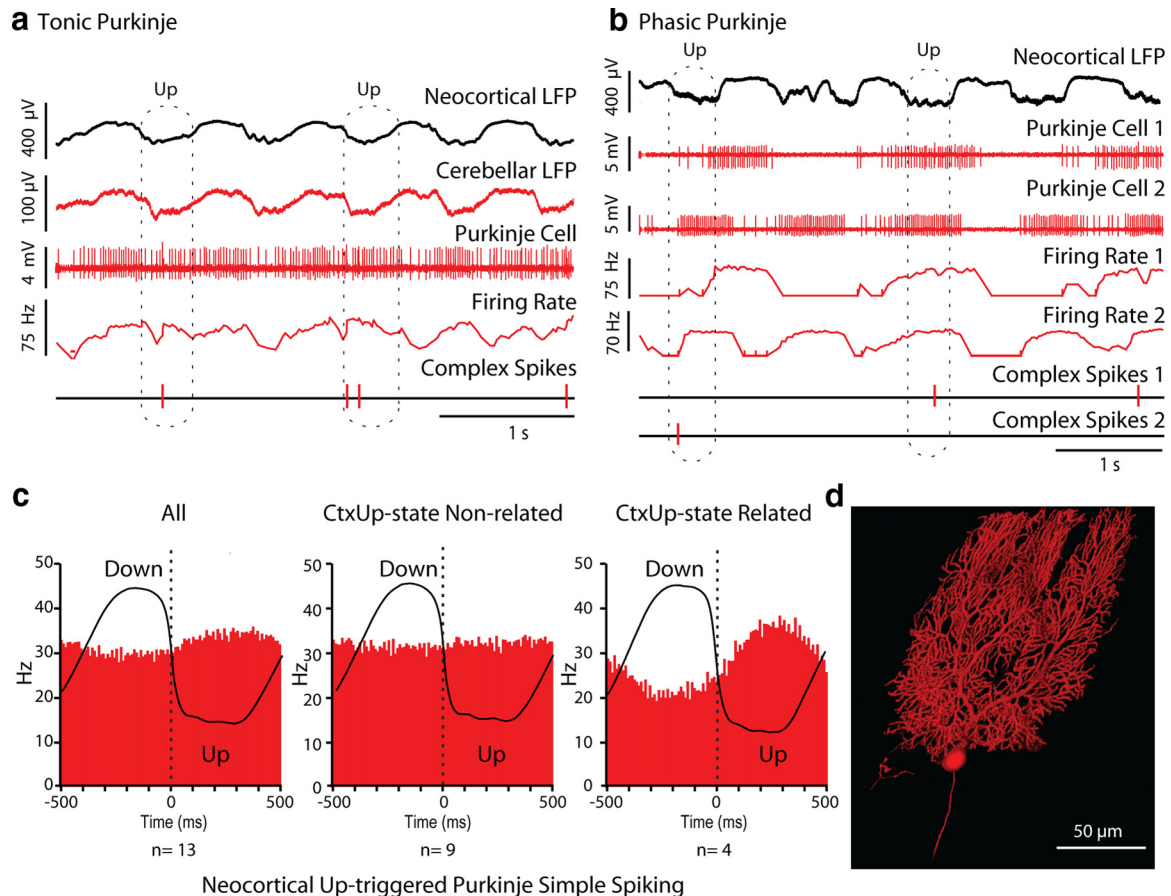 a Tonic Purkinje
Up
Up
Neocortical LFP
400 µV
Cerebellar LFP
100 µV
Purkinje Cell
4 mV
Firing Rate
75 Hz
Complex Spikes
1 s
b Phasic Purkinje
Up
Up
Neocortical LFP
400 µV
Purkinje Cell 1
5 mV
Purkinje Cell 2
5 mV
Firing Rate 1
75 Hz
Firing Rate 2
70 Hz
Complex Spikes 1
Complex Spikes 2
1 s
c
All
50
40
30
20
10
0
Hz
Down
Up
-500
0
500
Time (ms)
n= 13
CtxUp-state Non-related
50
40
30
20
10
0
Hz
Down
Up
-500
0
500
Time (ms)
n= 9
CtxUp-state Related
50
40
30
20
10
0
Hz
Down
Up
-500
0
500
Time (ms)
n= 4
Neocortical Up-triggered Purkinje Simple Spiking
d
50 µm